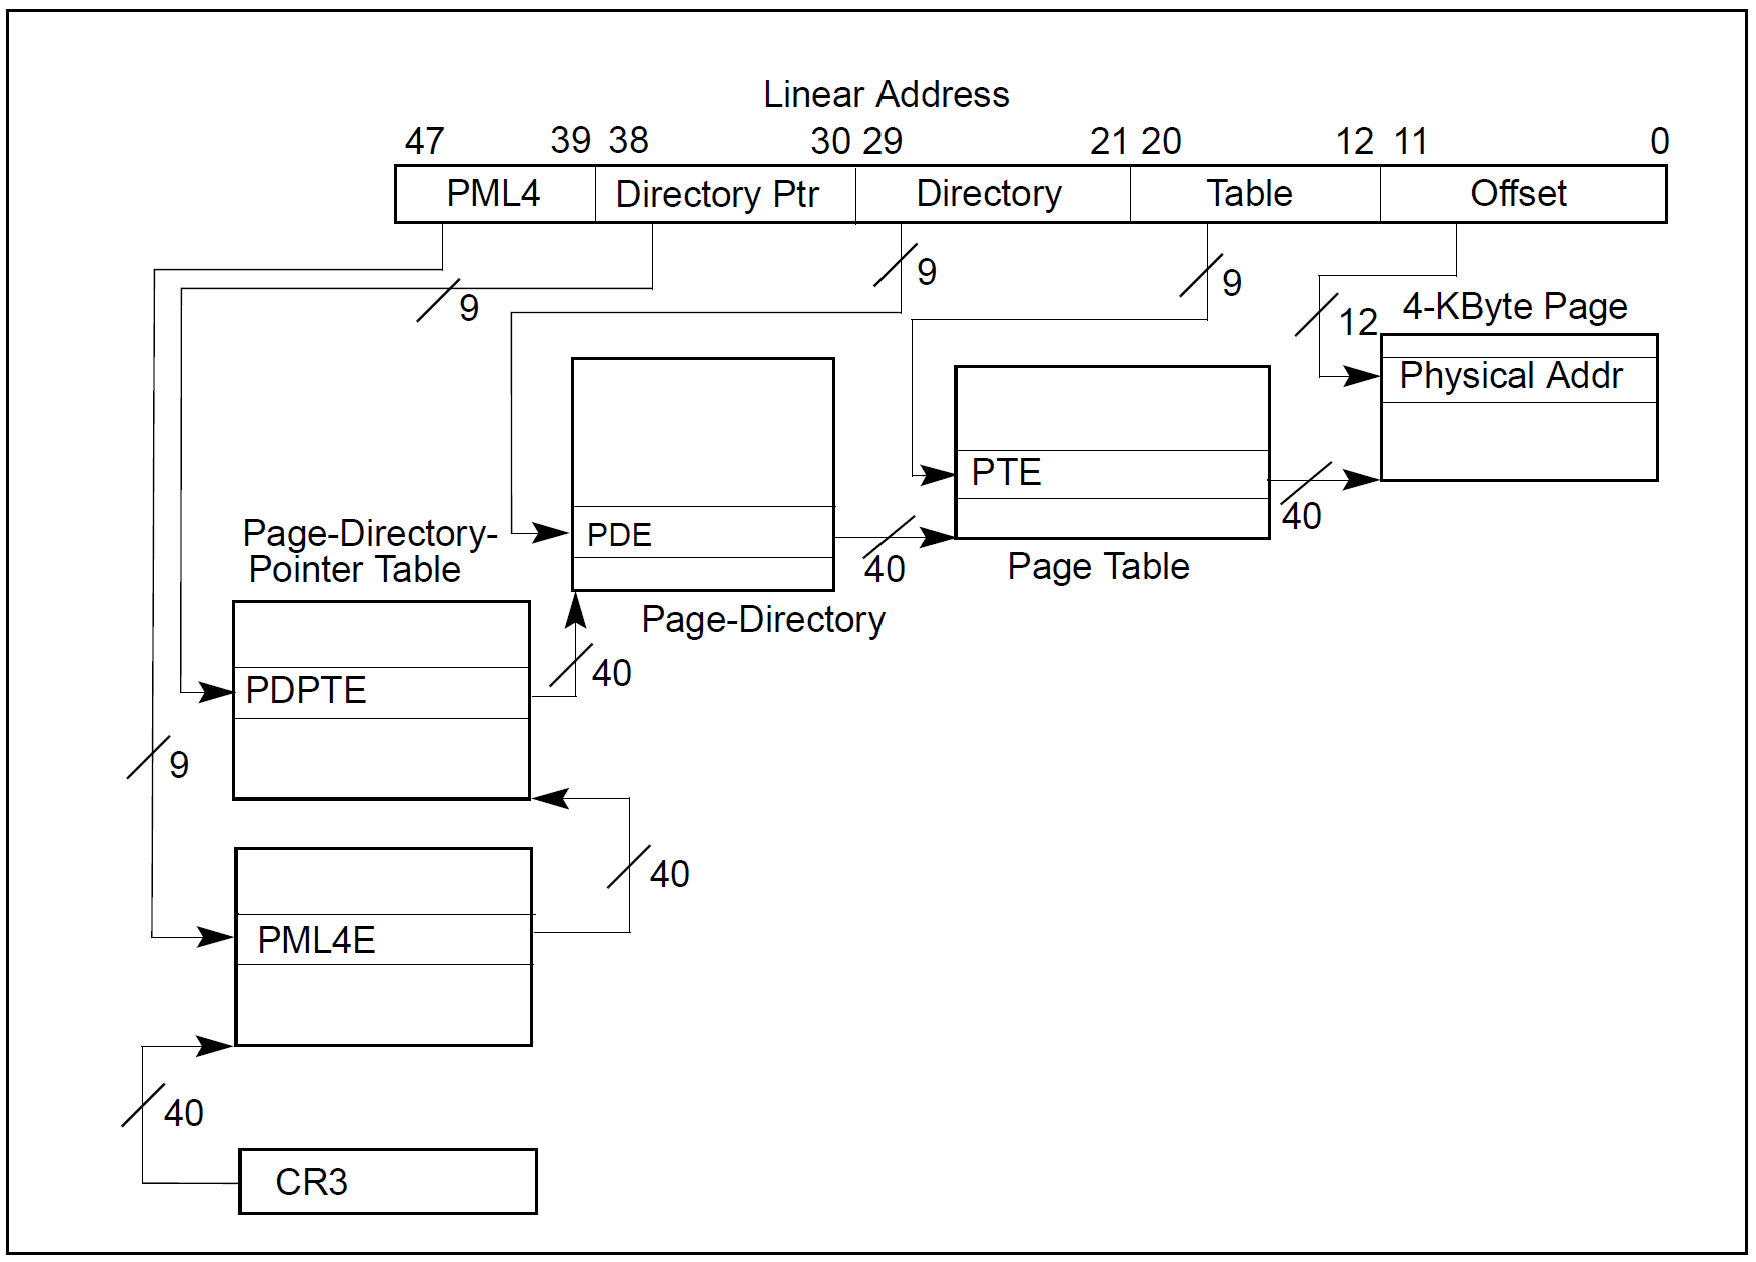 Linear Address
47 39 38 30 29 21 20 12 11 0
PML4 Directory Ptr Directory Table Offset
9
9
9
12
4-KByte Page
Physical Addr
PTE
40
Page-Directory-
Pointer Table
PDE
40
Page Table
Page-Directory
40
PDPTE
9
40
PML4E
40
CR3